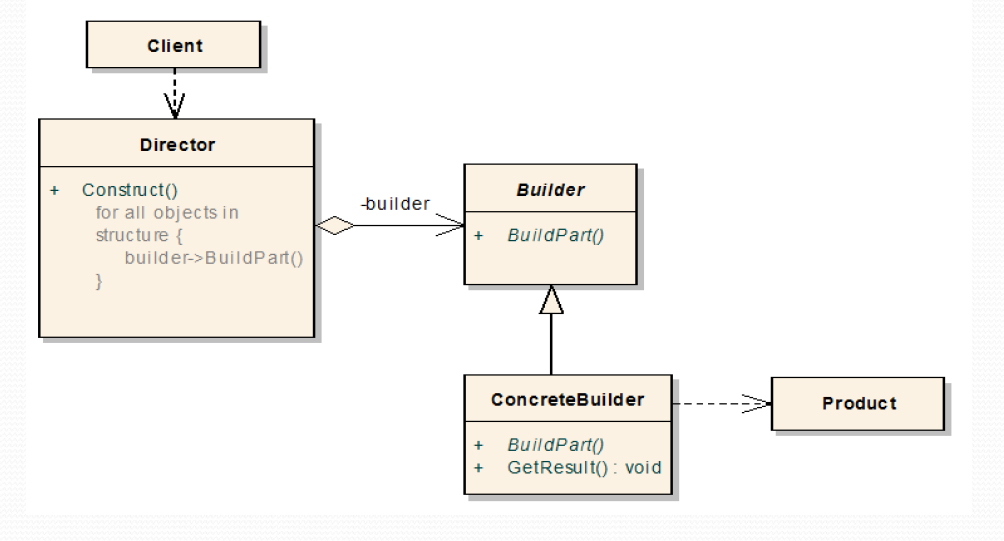 Client
Director
+ Construct()
for all objects in
structure {
builder->BuildPart()
}
-builder
Builder
+ BuildPart()
ConcreteBuilder
+ BuildPart()
+ GetResult() : void
Product